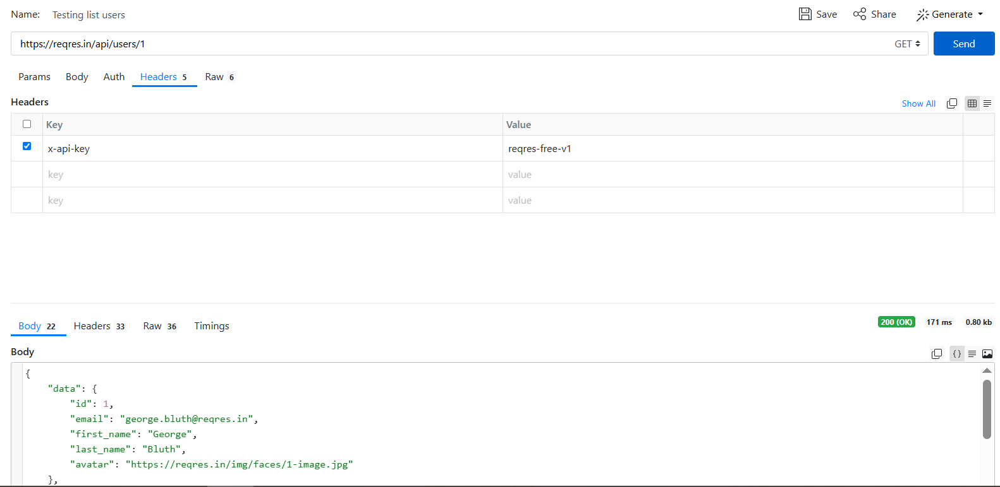 Name: Testing list users Save Share Generate
https://reqres.in/api/users/1 GET Send
Params Body Auth Headers 5 Raw 6
Headers Show All
Key Value
x-api-key reqres-free-v1
key value
key value
Body 22 Headers 33 Raw 36 Timings 200 (OK) 171 ms 0.80 kb
Body {}
{
    "data": {
        "id": 1,
        "email": "george.bluth@reqres.in",
        "first_name": "George",
        "last_name": "Bluth",
        "avatar": "https://reqres.in/img/faces/1-image.jpg"
    },